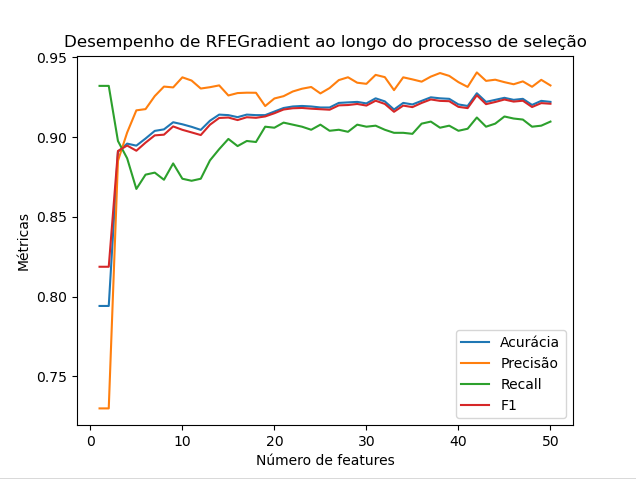 Desempenho de RFEGradient ao longo do processo de seleção
0.95
0.90
0.85
0.80
0.75
Métricas
Acurácia
Precisão
Recall
F1
0 10 20 30 40 50
Número de features